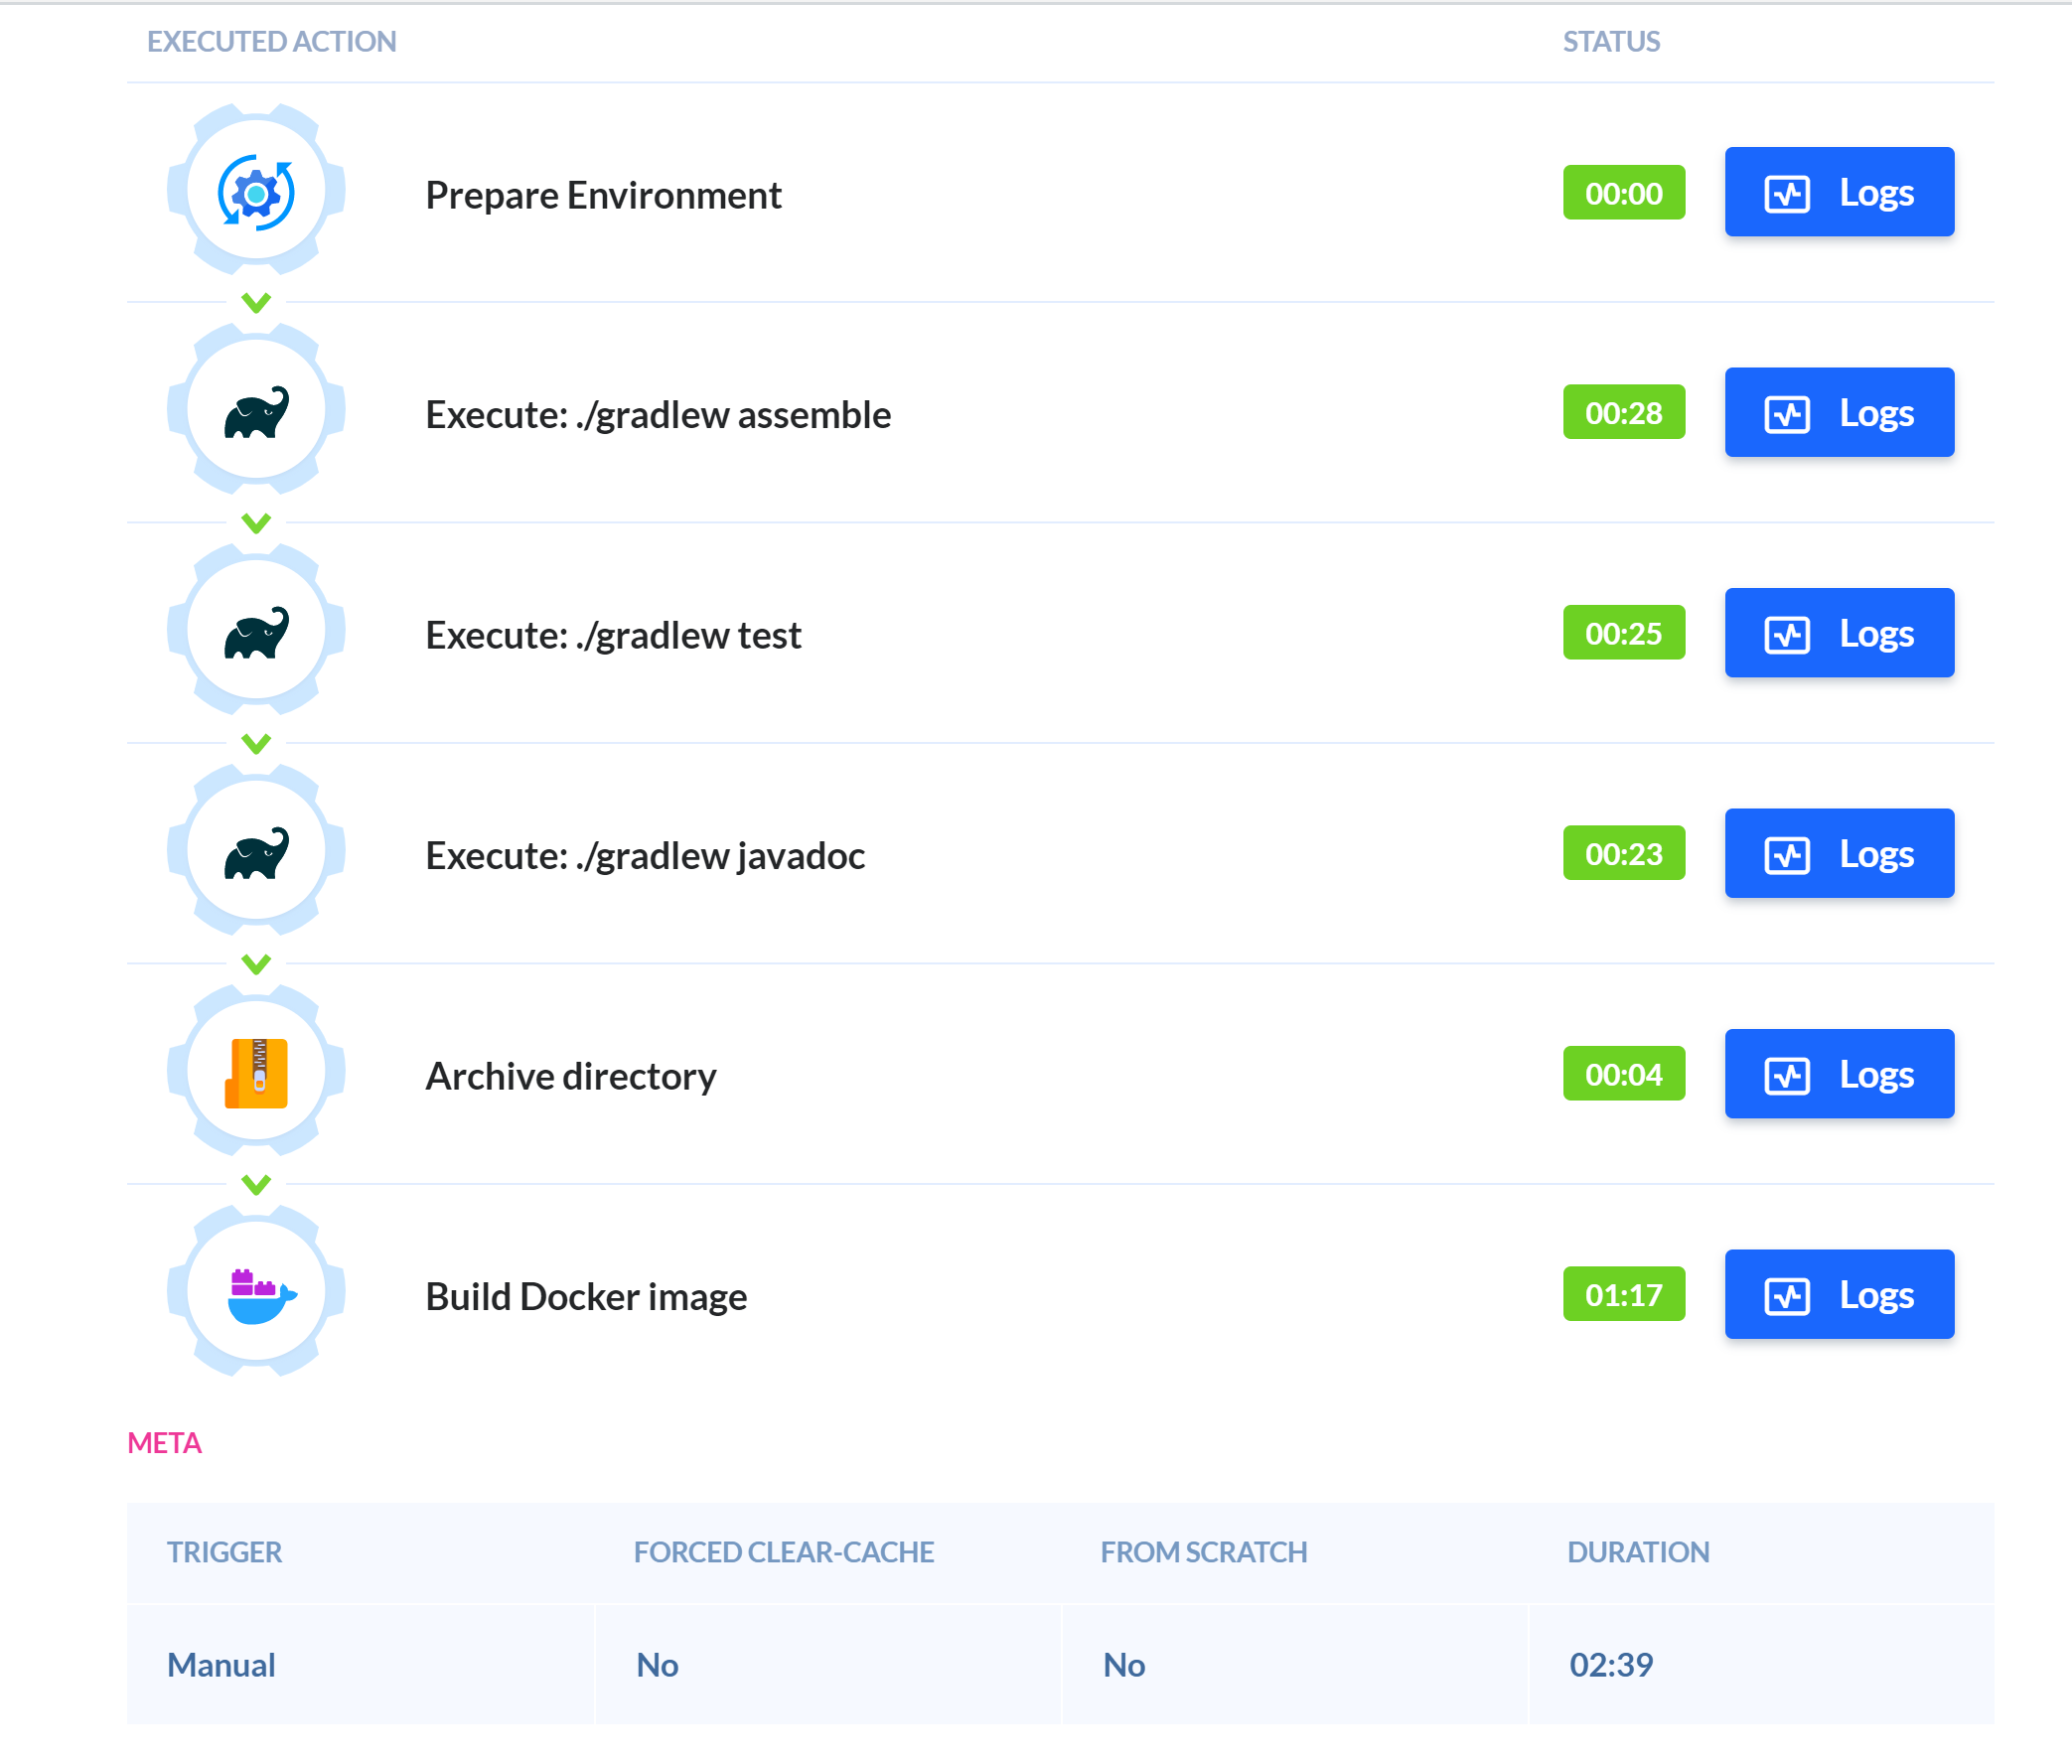 EXECUTED ACTION STATUS
Prepare Environment 00:00 Logs
Execute: ./gradlew assemble 00:28 Logs
Execute: ./gradlew test 00:25 Logs
Execute: ./gradlew javadoc 00:23 Logs
Archive directory 00:04 Logs
Build Docker image 01:17 Logs
META
TRIGGER FORCED CLEAR-CACHE FROM SCRATCH DURATION
Manual No No 02:39